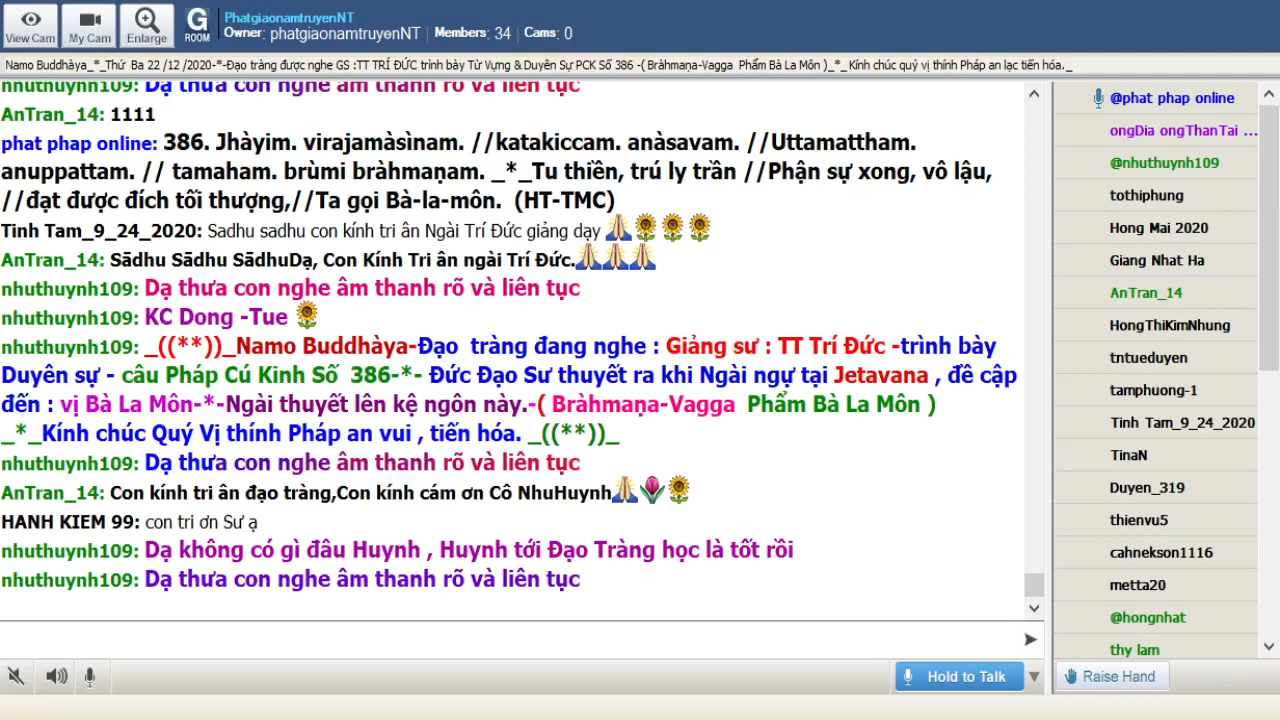 View Cam
My Cam
Enlarge
G
ROOM
PhatgiaonamtruyenNT
Owner: phatgiaonamtruyenNT | Members: 34 | Cams: 0
Namo Buddhàya_*_Thứ Ba 22 /12 /2020-*-Đạo tràng được nghe GS :TT TRÍ ĐỨC trình bày Từ Vựng & Duyên Sự PCK Số 386 -( Bràhmaṇa-Vagga Phẩm Bà La Môn )_*_ Kính chúc quý vị thính Pháp an lạc tiến hóa._
nhuthuynh109: Dạ thưa con nghe âm thanh rõ và liên tục
AnTran_14: 1111
phat phap online: 386. Jhàyim. virajamàsìnam. //katakiccam. anàsavam. //Uttamattham.
anuppattam. // tamaham. brùmi bràhmaṇam. _*_Tu thiền, trú ly trần //Phận sự xong, vô lậu,
//đạt được đích tối thượng,//Ta gọi Bà-la-môn. (HT-TMC)
Tinh Tam_9_24_2020: Sadhu sadhu con kính tri ân Ngài Trí Đức giảng dạy
AnTran_14: Sādhu Sādhu SādhuDạ, Con Kính Tri ân ngài Trí Đức.
nhuthuynh109: Dạ thưa con nghe âm thanh rõ và liên tục
nhuthuynh109: KC Dong -Tue
nhuthuynh109: _((**))_Namo Buddhàya-Đạo tràng đang nghe : Giảng sư : TT Trí Đức -trình bày
Duyên sự - câu Pháp Cú Kinh Số 386-*- Đức Đạo Sư thuyết ra khi Ngài ngự tại Jetavana , đề cập
đến : vị Bà La Môn-*-Ngài thuyết lên kệ ngôn này.-( Bràhmaṇa-Vagga Phẩm Bà La Môn )
_*_Kính chúc Quý Vị thính Pháp an vui , tiến hóa. _((**))_
nhuthuynh109: Dạ thưa con nghe âm thanh rõ và liên tục
AnTran_14: Con kính tri ân đạo tràng,Con kính cám ơn Cô NhuHuynh
HANH KIEM 99: con tri ơn Sư ạ
nhuthuynh109: Dạ không có gì đâu Huynh , Huynh tới Đạo Tràng học là tốt rồi
nhuthuynh109: Dạ thưa con nghe âm thanh rõ và liên tục
Hold to Talk
@phat phap online
ongDia ongThanTai ...
@nhuthuynh109
tothiphung
Hong Mai 2020
Giang Nhat Ha
AnTran_14
HongThiKimNhung
tntueduyen
tamphuong-1
Tinh Tam_9_24_2020
TinaN
Duyen_319
thienvu5
cahnekson1116
metta20
@hongnhat
thy lam
Raise Hand